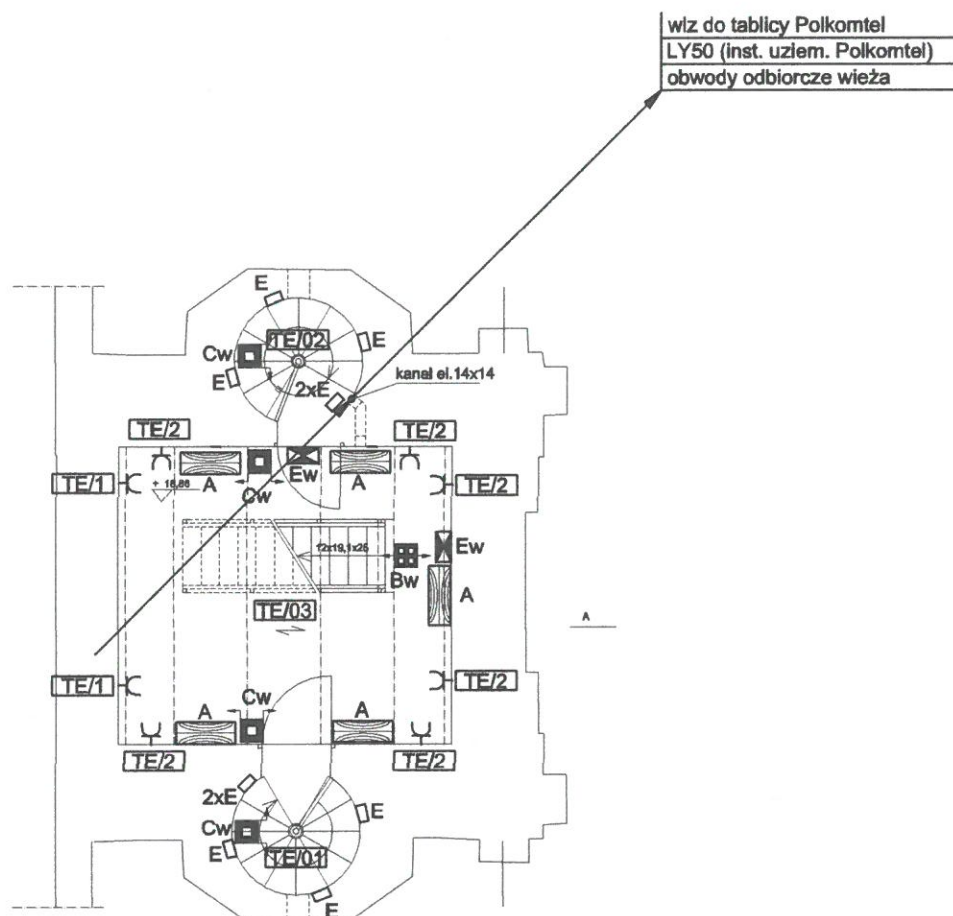 wlz do tablicy Polkomtel
LY50 (inst. uziem. Polkomtel)
obwody odbiorcze wieża
E
TE/02
E
Cw
E
2xE
kanał el.14x14
TE/2
TE/2
A
Cw
Ew
A
TE/1
+ 18,86
TE/2
12x19,1x25
Bw
Ew
A
TE/03
A
TE/1
TE/2
A
Cw
A
TE/2
TE/2
2xE
E
Cw
E
TE/01
E